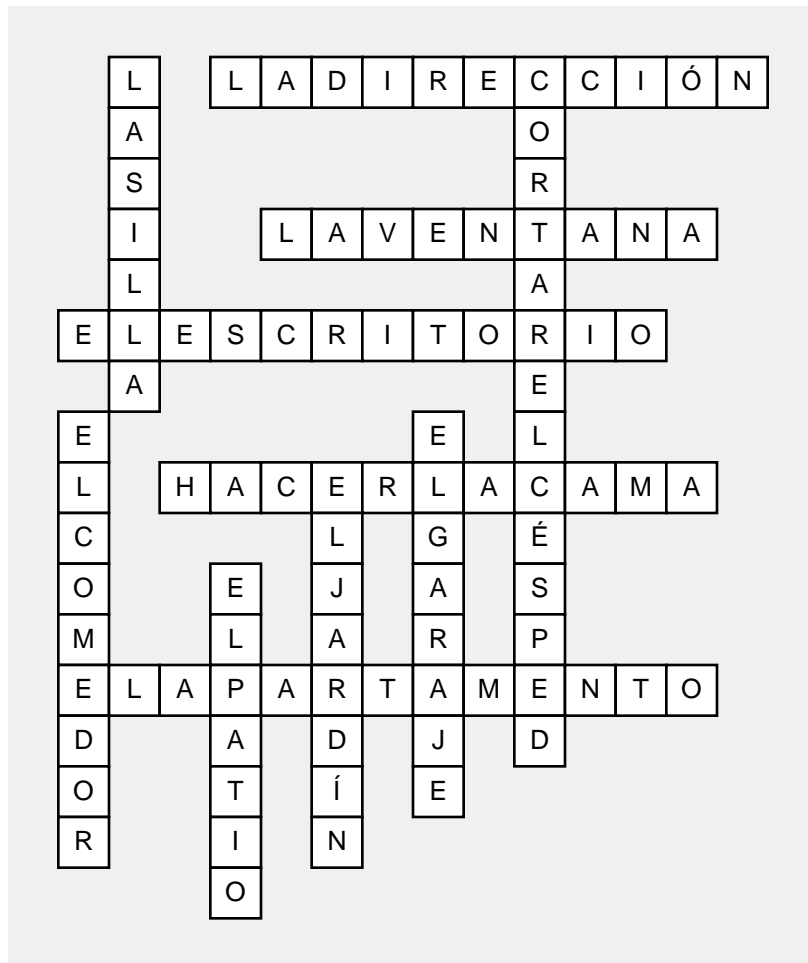 LASILLA
LADIRECCIÓN
CORTARELCÉSPED
LAVENTANA
ELESCRITORIO
ELCOMEDOR
ELGARAJE
HACERLACAMA
ELJARDÍN
ELPATIO
ELAPARTAMENTO